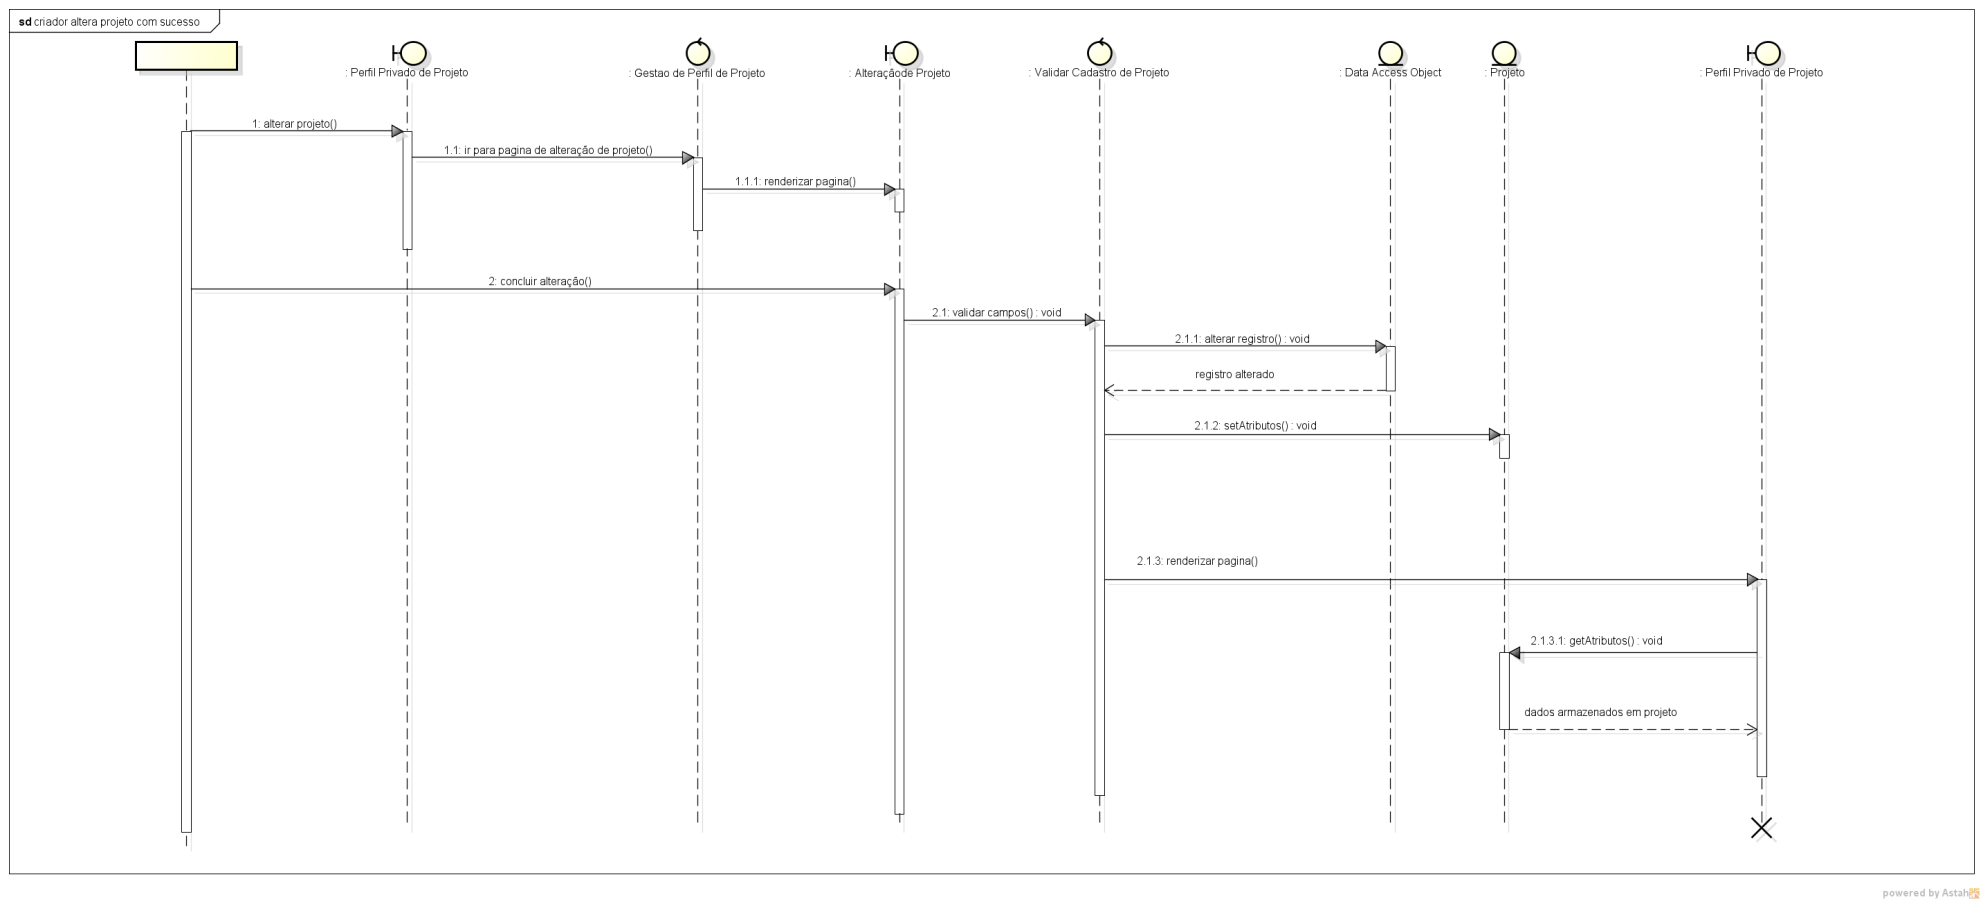 sd criador altera projeto com sucesso
: Perfil Privado de Projeto
: Gestao de Perfil de Projeto
: Alteraçãode Projeto
: Validar Cadastro de Projeto
: Data Access Object
: Projeto
: Perfil Privado de Projeto
1: alterar projeto()
1.1: ir para pagina de alteração de projeto()
1.1.1: renderizar pagina()
2: concluir alteração()
2.1: validar campos() : void
2.1.1: alterar registro() : void
registro alterado
2.1.2: setAtributos() : void
2.1.3: renderizar pagina()
2.1.3.1: getAtributos() : void
dados armazenados em projeto
powered by Astah